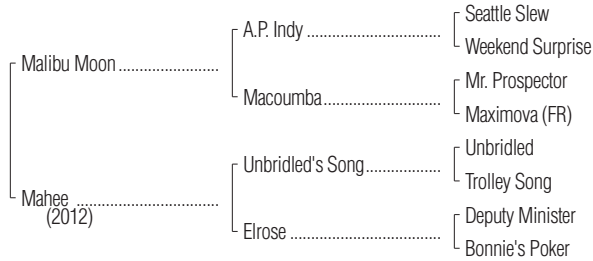 Seattle Slew
A.P. Indy ..........................
Weekend Surprise
Malibu Moon ...................
Mr. Prospector
Macoumba.......................
Maximova (FR)
Unbridled
Unbridled's Song...............
Trolley Song
Mahee ...........................
(2012)
Deputy Minister
Elrose .............................
Bonnie's Poker